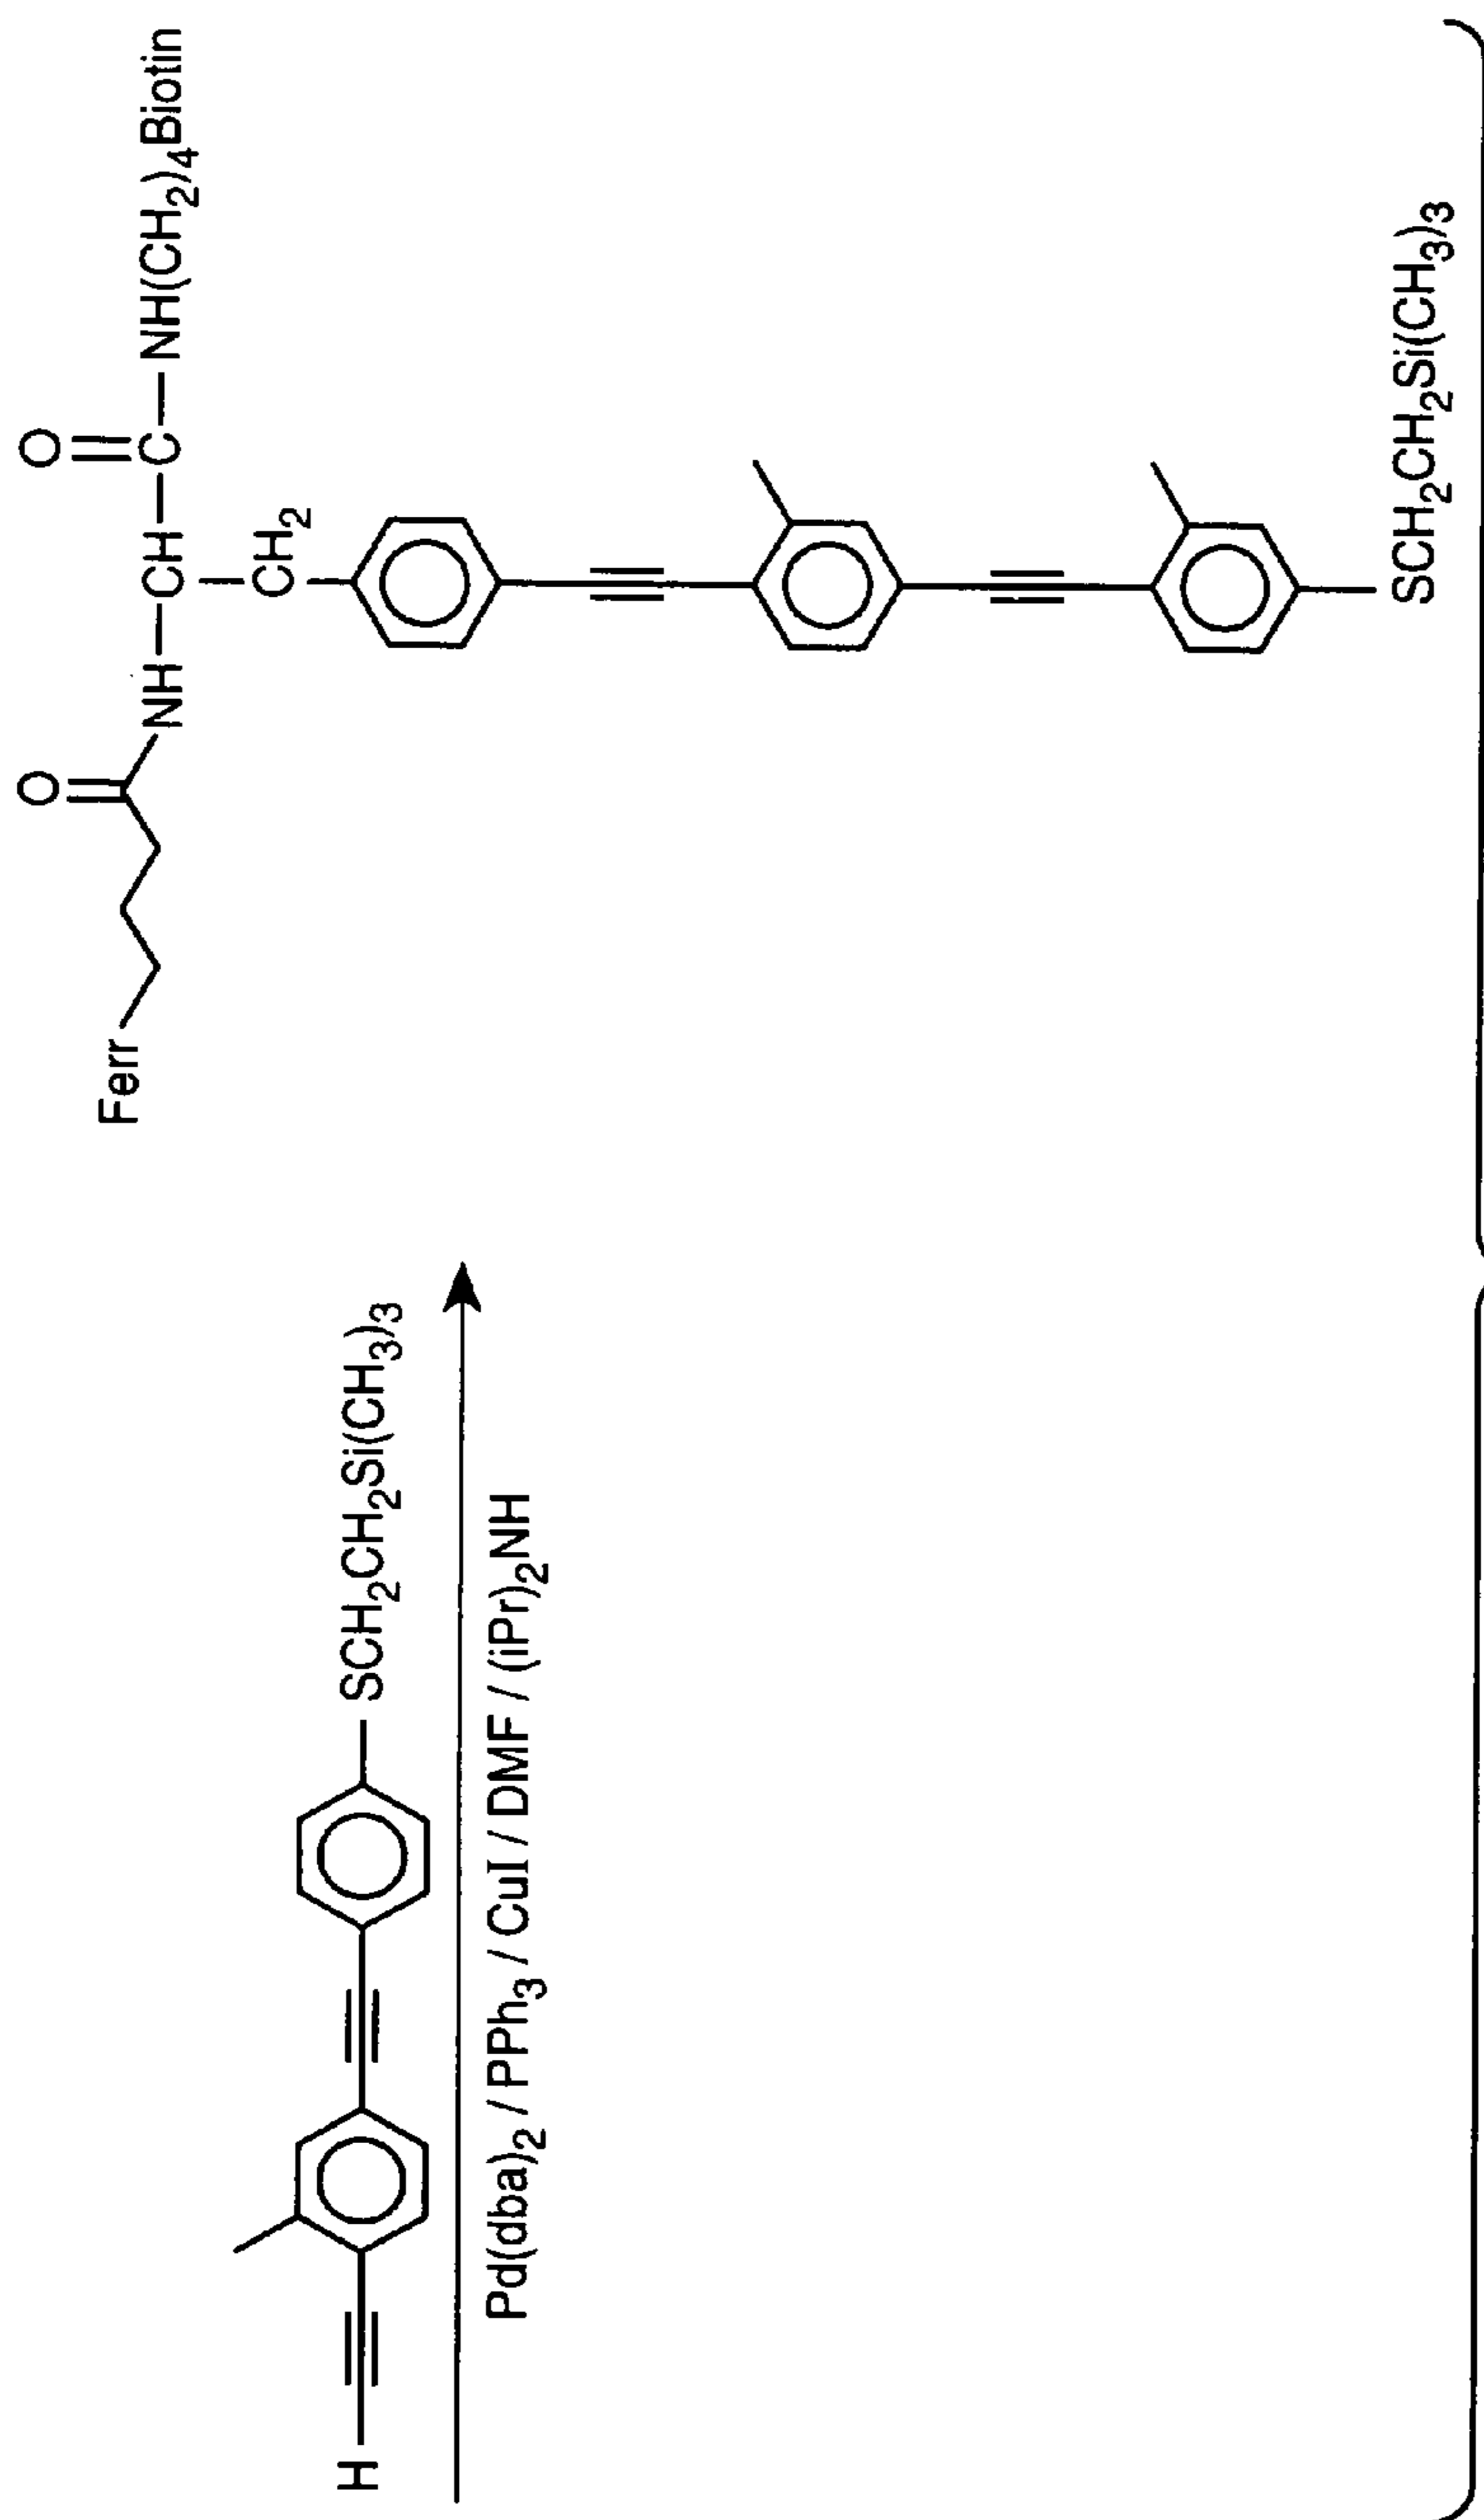 H
SCH2CH2Si(CH3)3
Pd(dba)2 / PPh3 / CuI / DMF / (iPr)2NH
O O
Ferr NH CH C NH(CH2)4Biotin
CH2
SCH2CH2Si(CH3)3